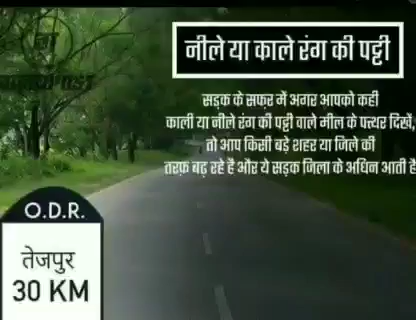 नीले या काले रंग की पट्टी
सड़क के सफ़र में अगर आपको कही
काली या नीले रंग की पट्टी वाले मील के पत्थर दिखें,
तो आप किसी बड़े शहर या जिले की
तरफ़ बढ़ रहे है और ये सड़क जिला के अधिन आती है
O.D.R.
तेजपुर
30 KM